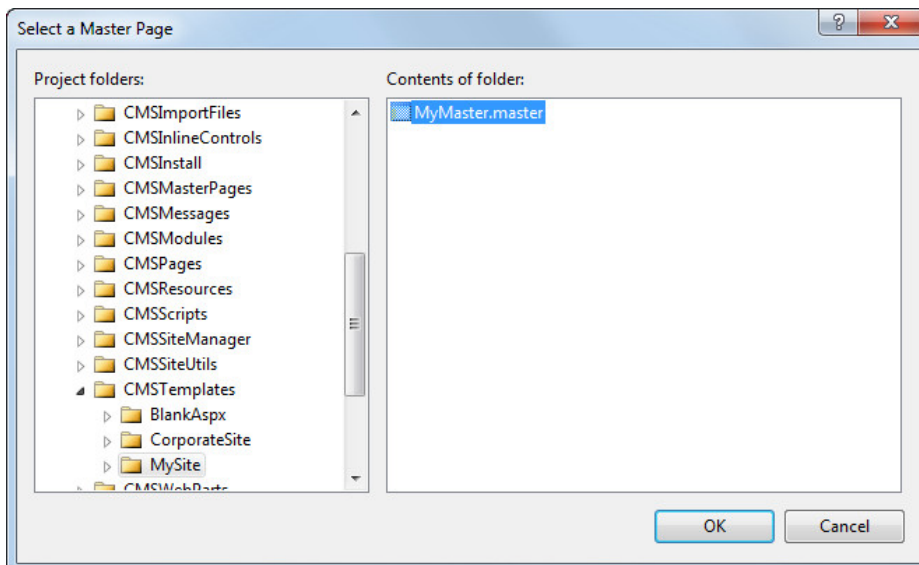 Select a Master Page
Project folders:
Contents of folder:
CMSImportFiles
CMSInlineControls
CMSInstall
CMSMasterPages
CMSMessages
CMSModules
CMSPages
CMSResources
CMSScripts
CMSSiteManager
CMSSiteUtils
CMSTemplates
BlankAspx
CorporateSite
MySite
CMSWebParts
MyMaster.master
OK
Cancel